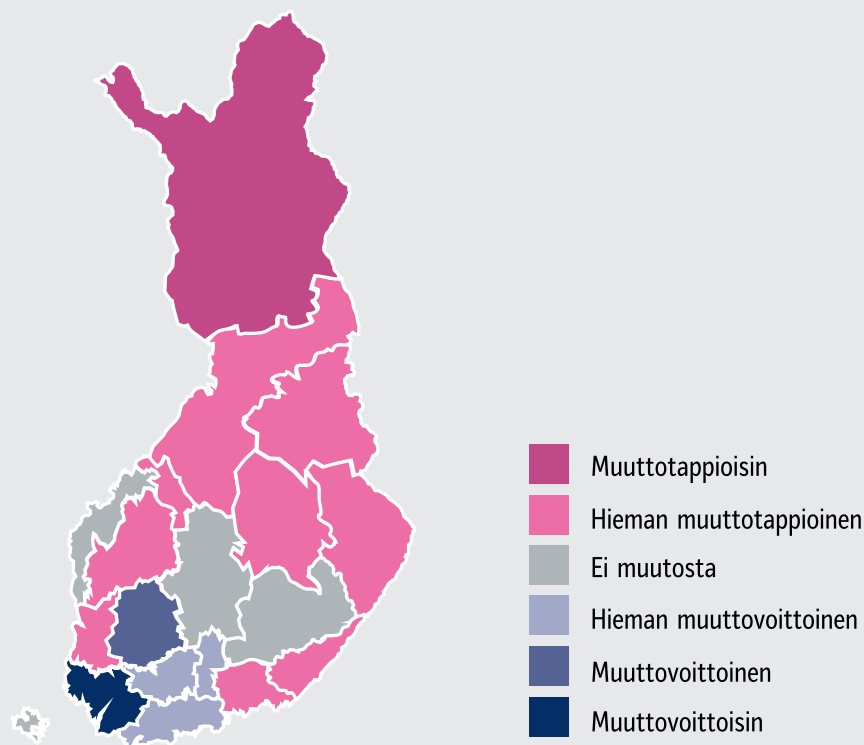 Muuttotappioisin
Hieman muuttotappioinen
Ei muutosta
Hieman muuttovoittoinen
Muuttovoittoinen
Muuttovoittoisin